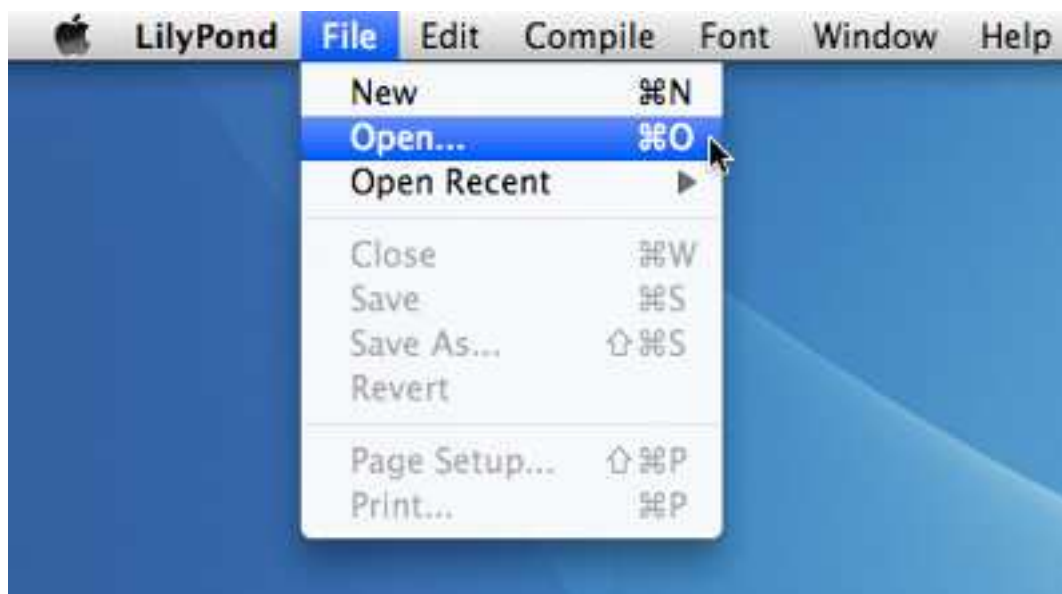 LilyPond File Edit Compile Font Window Help
New ⌘N
Open... ⌘O
Open Recent ▶
Close ⌘W
Save ⌘S
Save As... ⇧⌘S
Revert
Page Setup... ⇧⌘P
Print... ⌘P